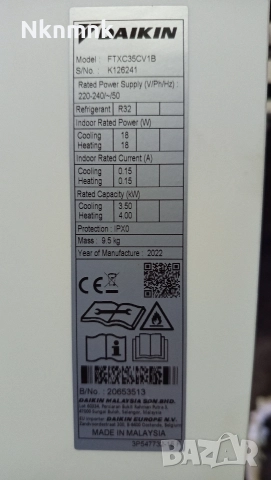 Nkmnm
DAIKIN
Model : FTXC35CV1B
S/No. : K126241
Rated Power Supply (V/Ph/Hz) :
220-240/~/50
Refrigerant R32
Indoor Rated Power (W)
Cooling 18
Heating 18
Indoor Rated Current (A)
Cooling 0.15
Heating 0.15
Rated Capacity (kW)
Cooling 3.50
Heating 4.00
Protection : IPX0
Mass : 9.5 kg
Year of Manufacture : 2022
CE
B/No. : 20653513
DAIKIN MALAYSIA SDN.BHD.
DAIKIN EUROPE N.V.
MADE IN MALAYSIA
bazar